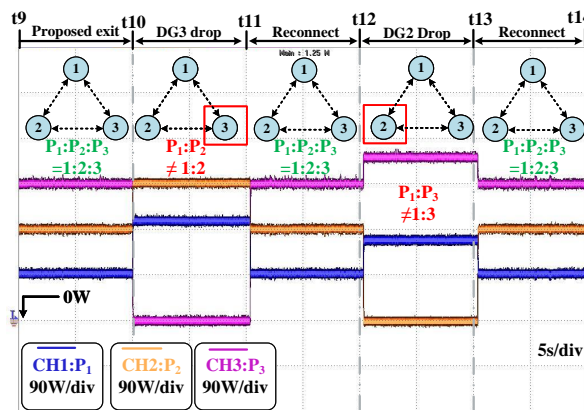 t9 t10 t11 t12 t13 t14
Proposed exit DG3 drop Reconnect DG2 Drop Reconnect
Main : 1.25 M
1 1 1 1 1
2 3 2 3 2 3 2 3 2 3
P₁:P₂:P₃ P₁:P₂ P₁:P₂:P₃ P₁:P₂:P₃
=1:2:3 ≠ 1:2 =1:2:3 =1:2:3
P₁:P₃
≠1:3
0W
CH1:P₁ CH2:P₂ CH3:P₃
90W/div 90W/div 90W/div
5s/div